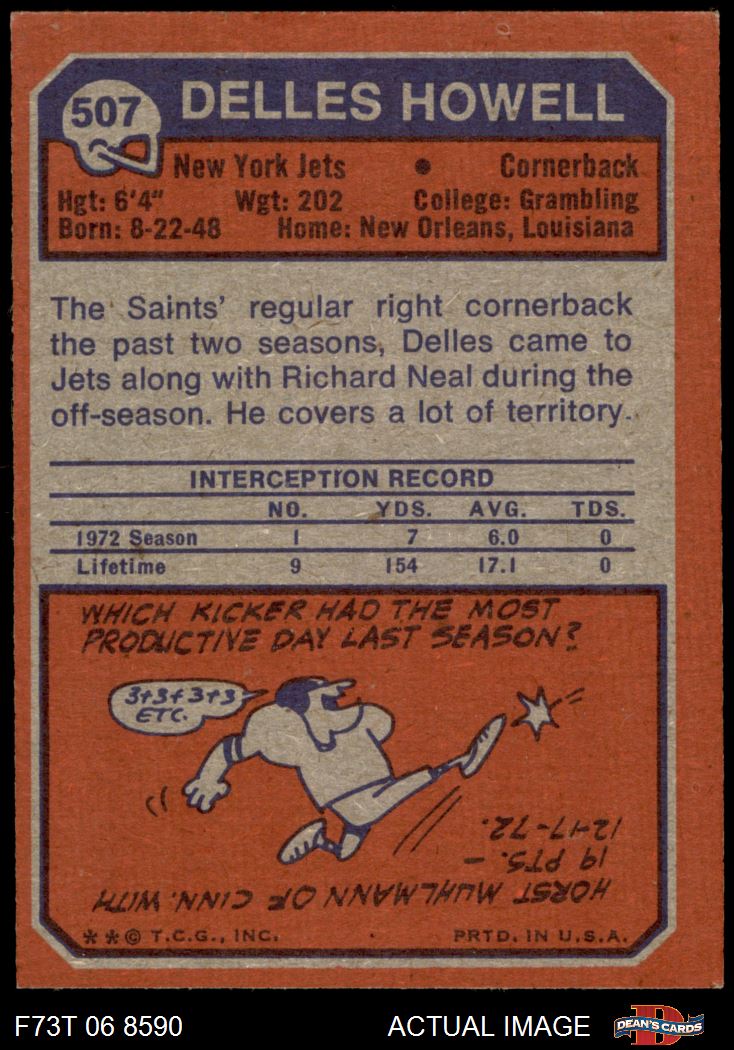 507
DELLES HOWELL
New York Jets • Cornerback
Hgt: 6'4" Wgt: 202 College: Grambling
Born: 8-22-48 Home: New Orleans, Louisiana
The Saints' regular right cornerback
the past two seasons, Delles came to
Jets along with Richard Neal during the
off-season. He covers a lot of territory.
INTERCEPTION RECORD
NO. YDS. AVG. TDS.
1972 Season 1 7 6.0 0
Lifetime 9 154 17.1 0
WHICH KICKER HAD THE MOST
PRODUCTIVE DAY LAST SEASON?
3+3+3+3
ETC.
HORST MUHLMANN OF CINN. WITH
19 PTS. –
12-17-72.
**© T.C.G., INC. PRTD. IN U.S.A.
F73T 06 8590 ACTUAL IMAGE
D
DEAN'S CARDS